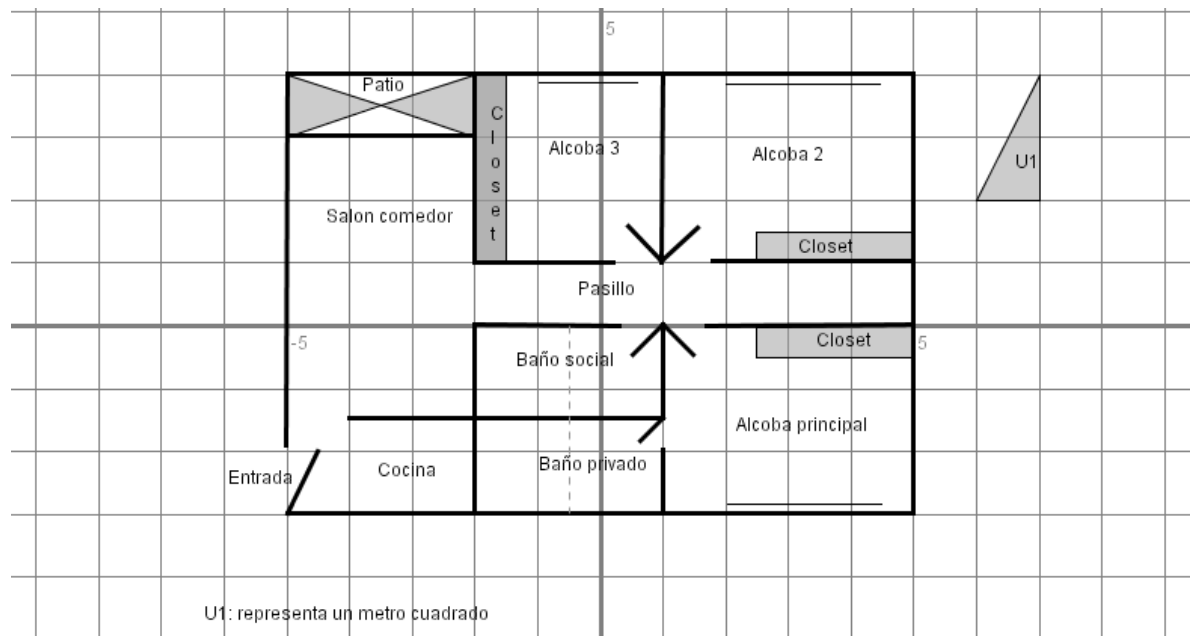 5
Patio
Closet
Alcoba 3
Alcoba 2
U1
Salon comedor
Closet
Pasillo
-5
Closet
5
Baño social
Alcoba principal
Entrada
Cocina
Baño privado
U1: representa un metro cuadrado